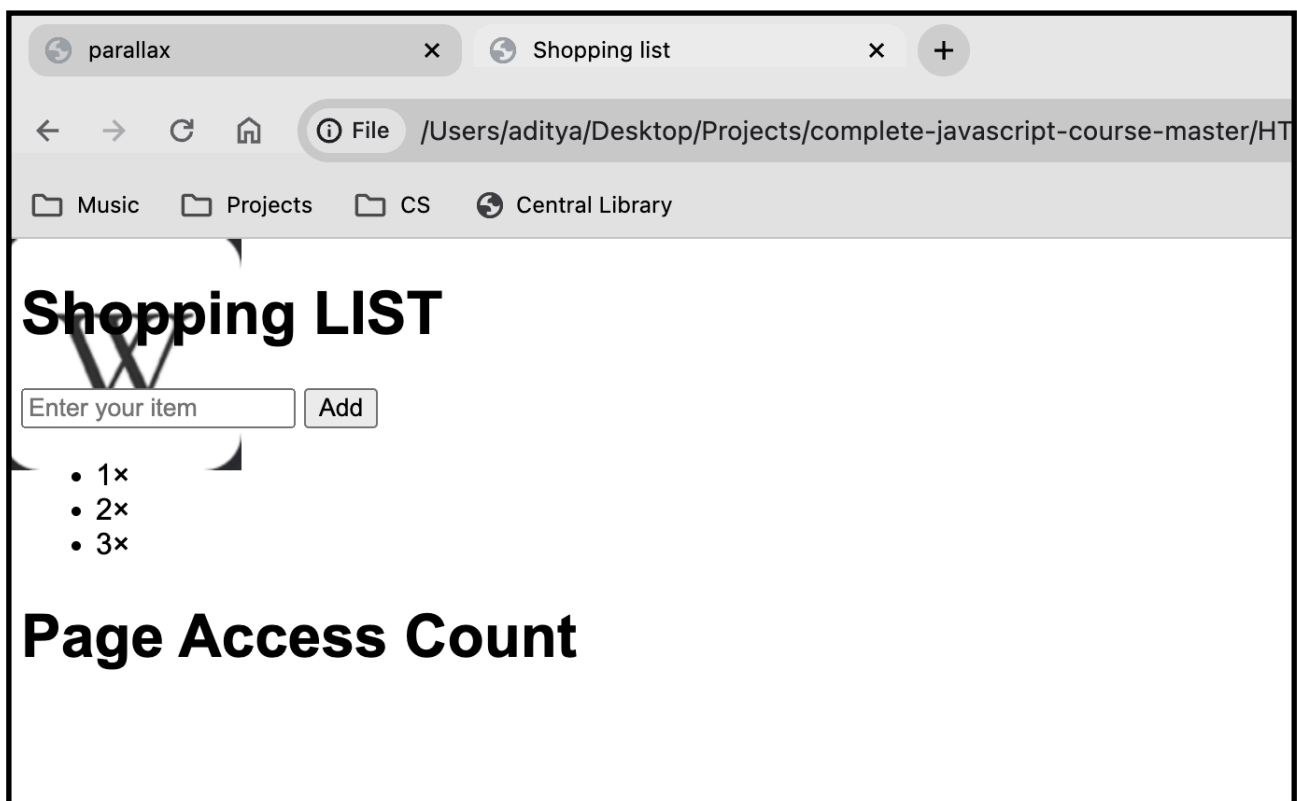 parallax × Shopping list × +
File /Users/aditya/Desktop/Projects/complete-javascript-course-master/HT
Music Projects CS Central Library
Shopping LIST
W
Enter your item Add
• 1×
• 2×
• 3×
Page Access Count